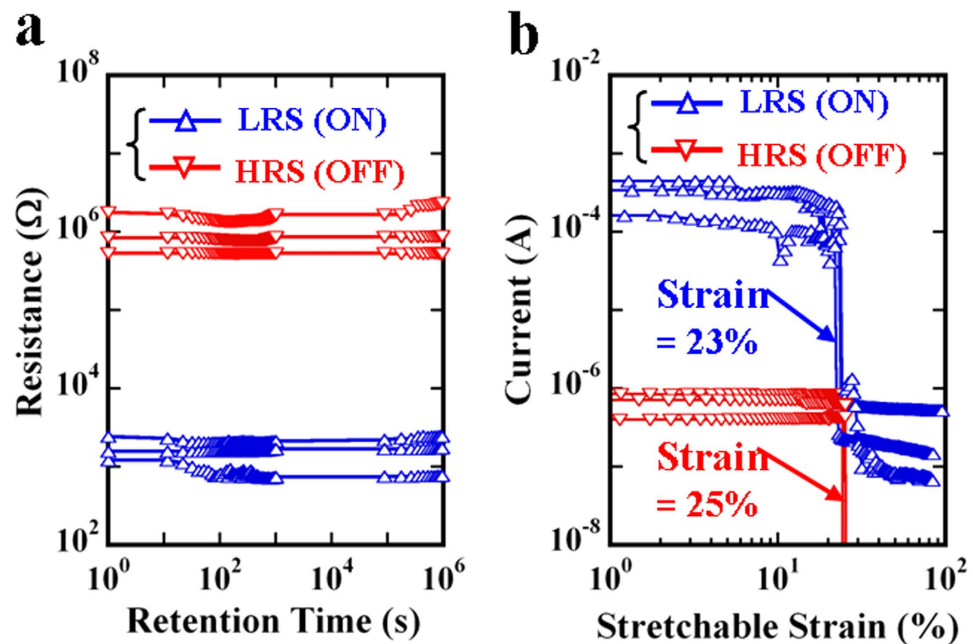 a
10^8
LRS (ON)
HRS (OFF)
10^6
10^4
10^2
Resistance (Ω)
10^0 10^2 10^4 10^6
Retention Time (s)
b
10^-2
LRS (ON)
HRS (OFF)
10^-4
Strain
= 23%
10^-6
Strain
= 25%
10^-8
Current (A)
10^0 10^1 10^2
Stretchable Strain (%)